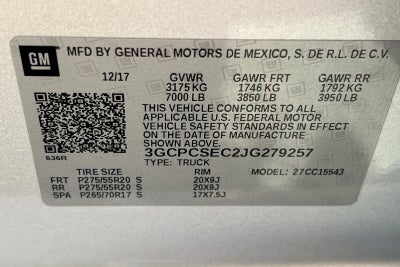 GM MFD BY GENERAL MOTORS DE MEXICO, S. DE R.L. DE C.V.
12/17 GVWR GAWR FRT GAWR RR
3175 KG 1746 KG 1792 KG
7000 LB 3850 LB 3950 LB
THIS VEHICLE CONFORMS TO ALL
APPLICABLE U.S. FEDERAL MOTOR
VEHICLE SAFETY STANDARDS IN EFFECT
ON THE DATE OF MANUFACTURE
SHOWN ABOVE.
636R 3GCPCSEC2JG279257
TYPE: TRUCK MODEL: 27CC15543
TIRE SIZE RIM
FRT P275/55R20 S 20X9J
RR P275/55R20 S 20X9J
SPA P265/70R17 S 17X7.5J